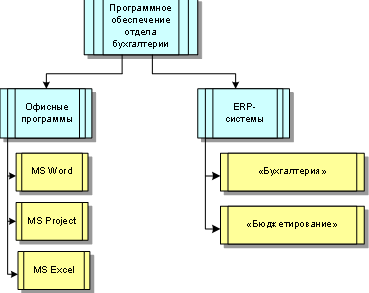 Программное
обеспечение
отдела
бухгалтерии
Офисные
программы
ERP-
системы
MS Word
«Бухгалтерия»
MS Project
«Бюджетирование»
MS Excel